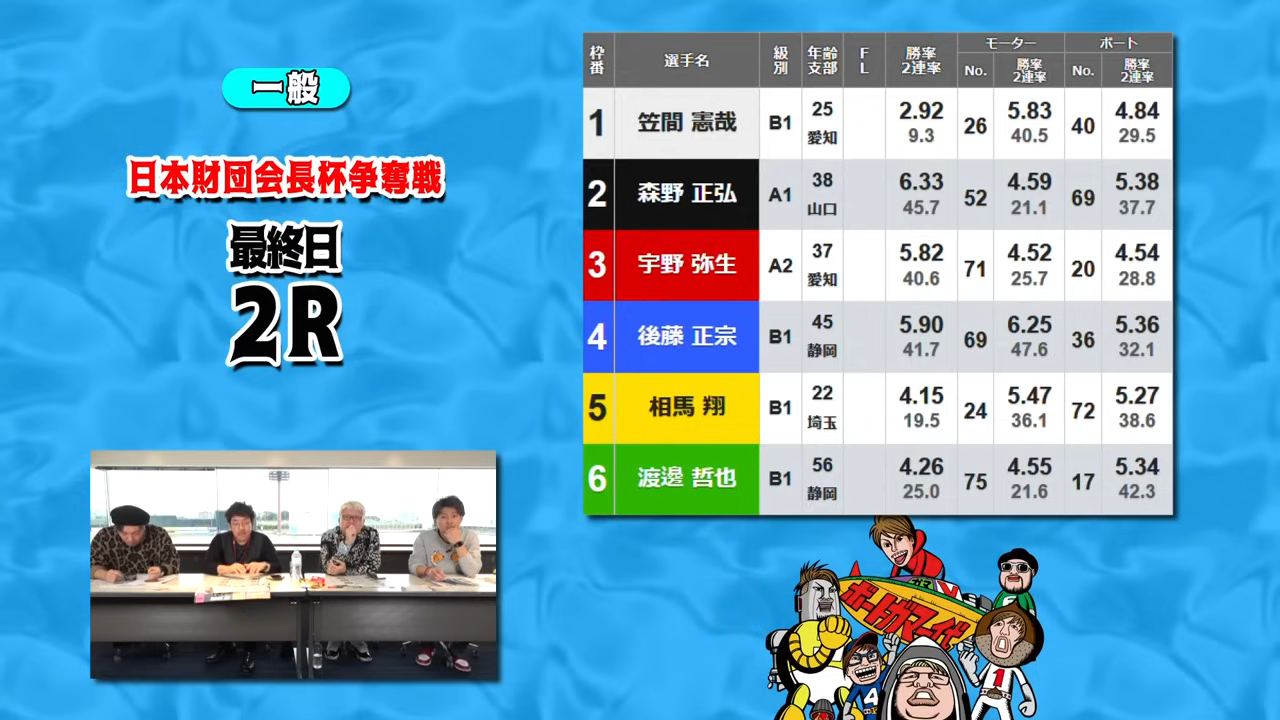 一般
日本財団会長杯争奪戦
最終日
2R
枠番 選手名 級別 年齢支部 FL 勝率2連率 モーター ボート
No. 勝率2連率 No. 勝率2連率
1 笠間 憲哉 B1 25 愛知 2.92 9.3 26 5.83 40.5 40 4.84 29.5
2 森野 正弘 A1 38 山口 6.33 45.7 52 4.59 21.1 69 5.38 37.7
3 宇野 弥生 A2 37 愛知 5.82 40.6 71 4.52 25.7 20 4.54 28.8
4 後藤 正宗 B1 45 静岡 5.90 41.7 69 6.25 47.6 36 5.36 32.1
5 相馬 翔 B1 22 埼玉 4.15 19.5 24 5.47 36.1 72 5.27 38.6
6 渡邊 哲也 B1 56 静岡 4.26 25.0 75 4.55 21.6 17 5.34 42.3
ボートガマ一代
4
1